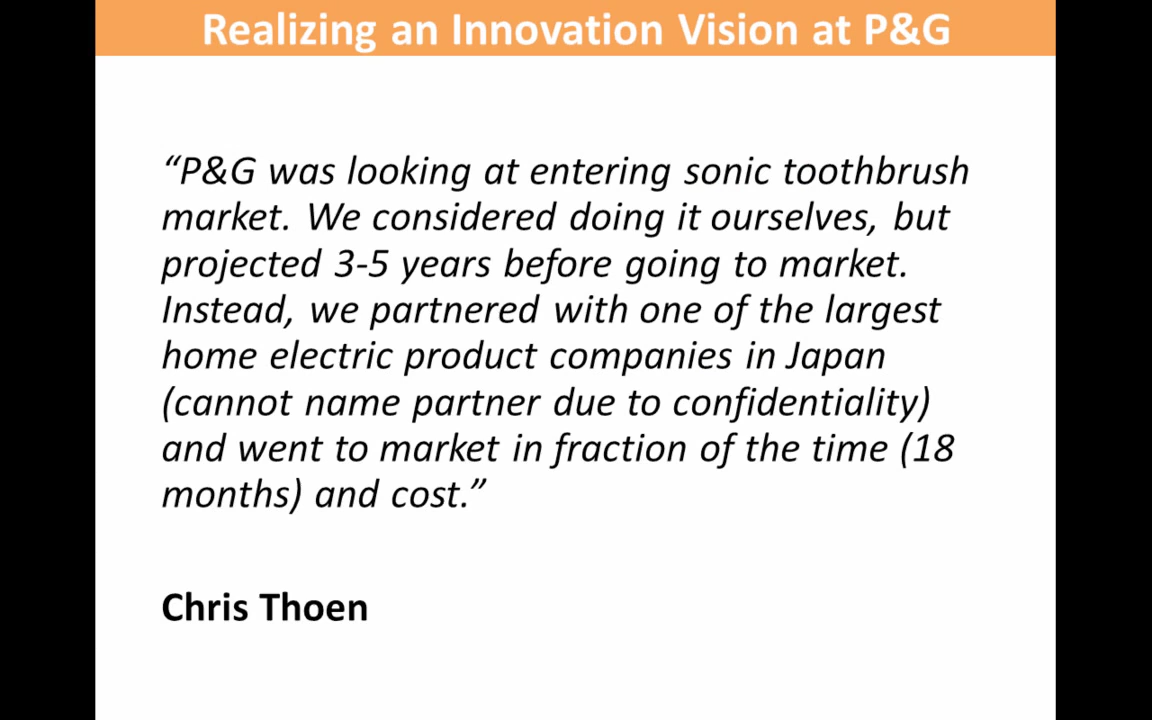 Realizing an Innovation Vision at P&G
“P&G was looking at entering sonic toothbrush
market. We considered doing it ourselves, but
projected 3-5 years before going to market.
Instead, we partnered with one of the largest
home electric product companies in Japan
(cannot name partner due to confidentiality)
and went to market in fraction of the time (18
months) and cost.”
Chris Thoen